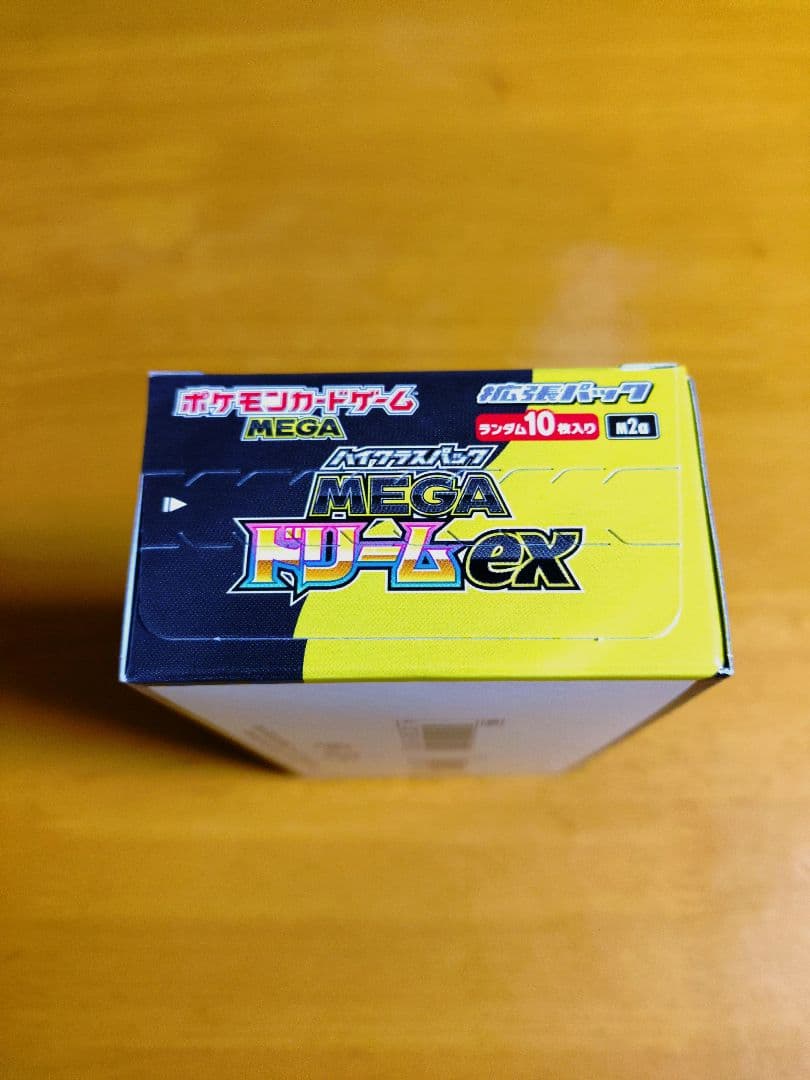 ポケモンカードゲーム
MEGA
拡張パック
ランダム10枚入り
M2a
ハイクラスパック
MEGA
ドリームex